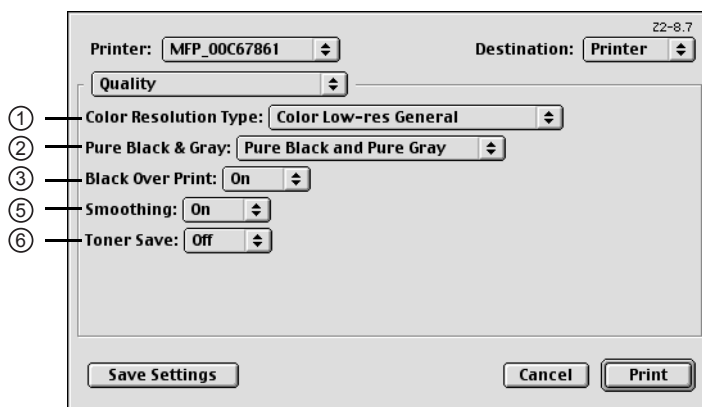 Z2-8.7
Printer: MFP_00C67861 Destination: Printer
Quality
1 Color Resolution Type: Color Low-res General
2 Pure Black & Gray: Pure Black and Pure Gray
3 Black Over Print: On
5 Smoothing: On
6 Toner Save: Off
Save Settings Cancel Print